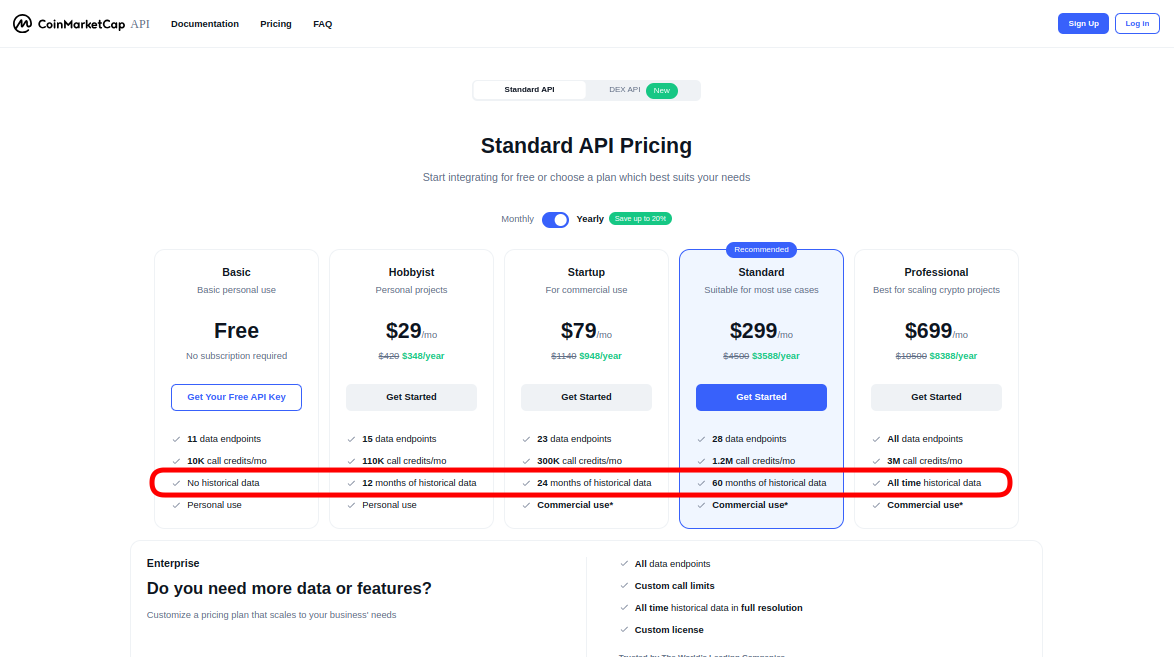 CoinMarketCap API Documentation Pricing FAQ Sign Up Log in
Standard API DEX API New
Standard API Pricing
Start integrating for free or choose a plan which best suits your needs
Monthly Yearly Save up to 20%
Basic
Basic personal use
Free
No subscription required
Get Your Free API Key
11 data endpoints
10K call credits/mo
No historical data
Personal use
Hobbyist
Personal projects
$29/mo
$420 $348/year
Get Started
15 data endpoints
110K call credits/mo
12 months of historical data
Personal use
Startup
For commercial use
$79/mo
$1140 $948/year
Get Started
23 data endpoints
300K call credits/mo
24 months of historical data
Commercial use*
Recommended
Standard
Suitable for most use cases
$299/mo
$4500 $3588/year
Get Started
28 data endpoints
1.2M call credits/mo
60 months of historical data
Commercial use*
Professional
Best for scaling crypto projects
$699/mo
$10500 $8388/year
Get Started
All data endpoints
3M call credits/mo
All time historical data
Commercial use*
Enterprise
Do you need more data or features?
Customize a pricing plan that scales to your business' needs
All data endpoints
Custom call limits
All time historical data in full resolution
Custom license
Trusted by The World's Leading Companies